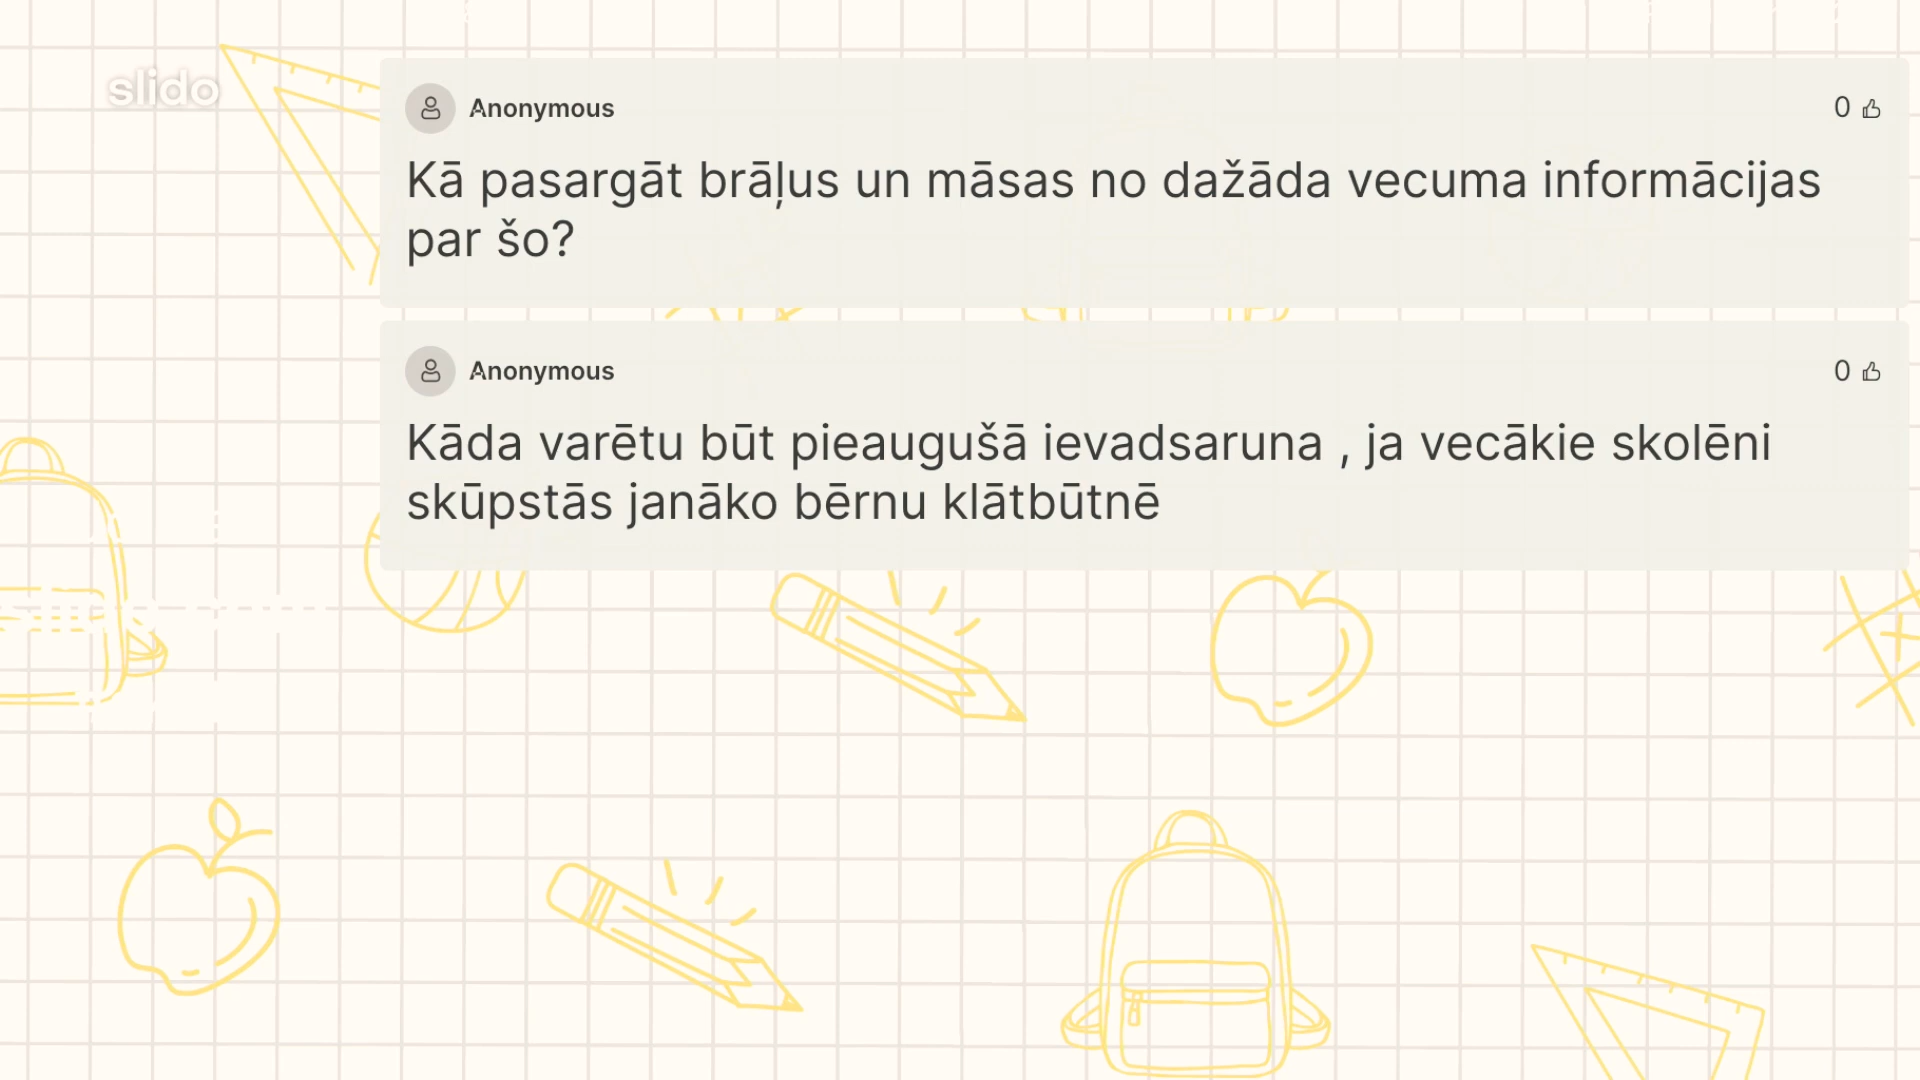 slido
Anonymous
0
Kā pasargāt brāļus un māsas no dažāda vecuma informācijas
par šo?
Anonymous
0
Kāda varētu būt pieaugušā ievadsaruna , ja vecākie skolēni
skūpstās janāko bērnu klātbūtnē